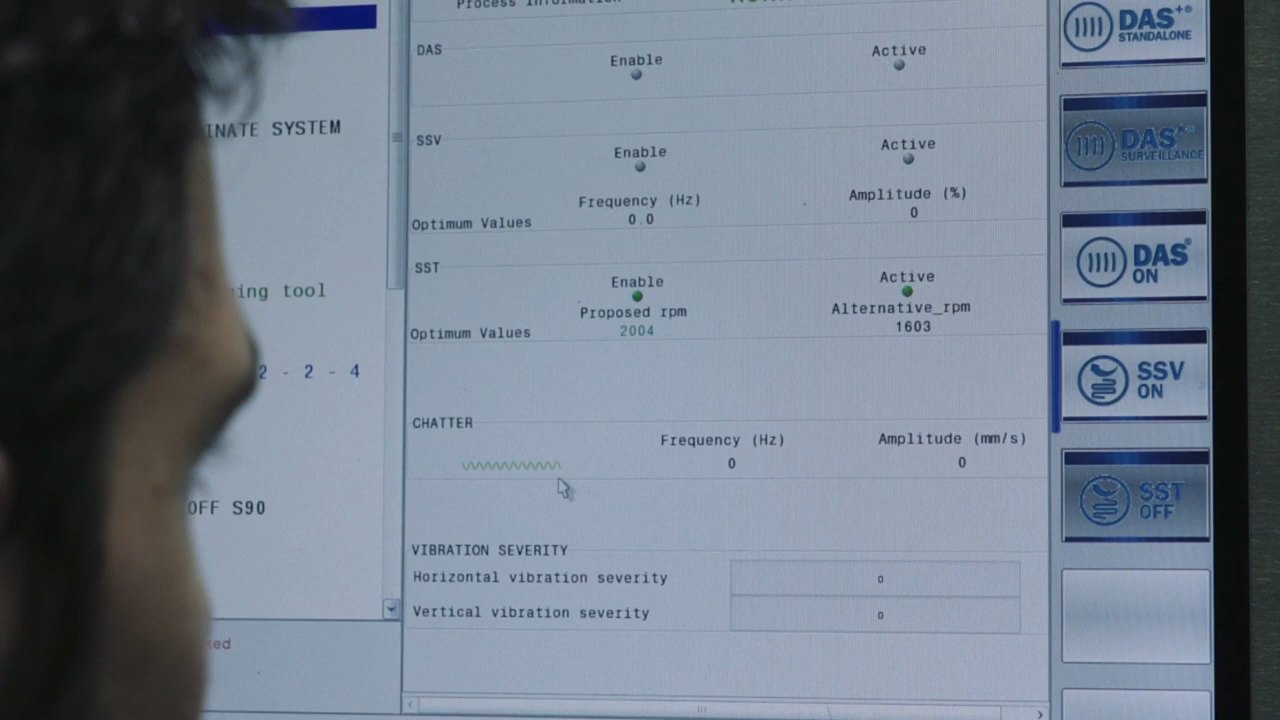 Process Information
DAS
Enable
Active
SSV
Enable
Active
Frequency (Hz)
Amplitude (%)
Optimum Values
0.0
0
SST
Enable
Active
Proposed rpm
Alternative_rpm
Optimum Values
2004
1603
CHATTER
Frequency (Hz)
Amplitude (mm/s)
0
0
VIBRATION SEVERITY
Horizontal vibration severity
0
Vertical vibration severity
0
INATE SYSTEM
ing tool
2 - 2 - 4
OFF S90
ked
DAS+®
STANDALONE
DAS+®
SURVEILLANCE
DAS®
ON
SSV
ON
SST
OFF